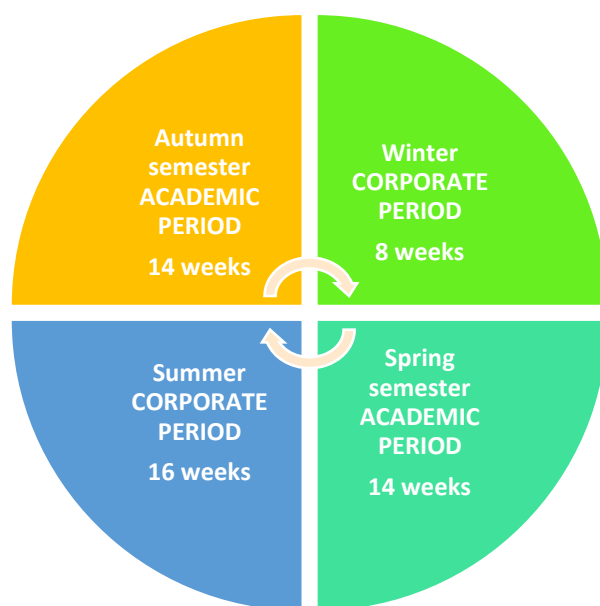 Autumn
semester
ACADEMIC
PERIOD
14 weeks
Winter
CORPORATE
PERIOD
8 weeks
Summer
CORPORATE
PERIOD
16 weeks
Spring
semester
ACADEMIC
PERIOD
14 weeks